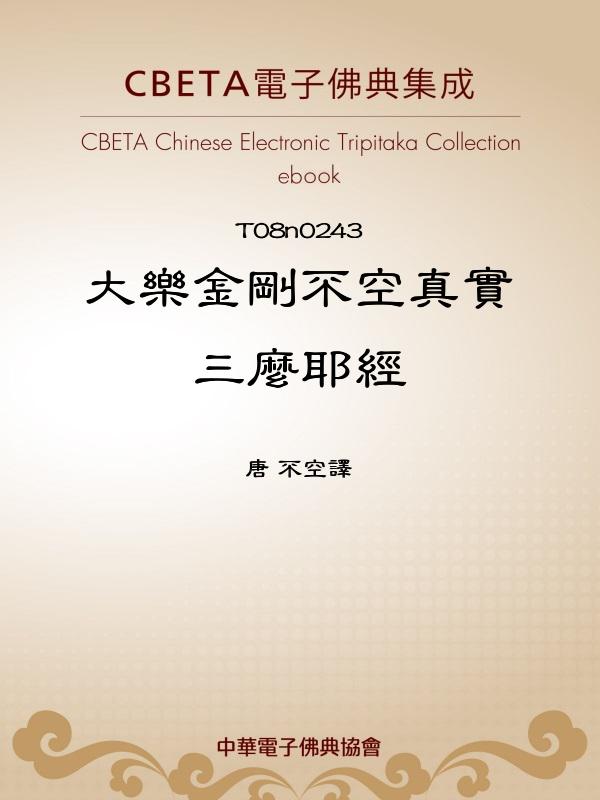 CBETA電子佛典集成
CBETA Chinese Electronic Tripitaka Collection
ebook
T08n0243
大樂金剛不空真實
三麼耶經
唐 不空譯
中華電子佛典協會